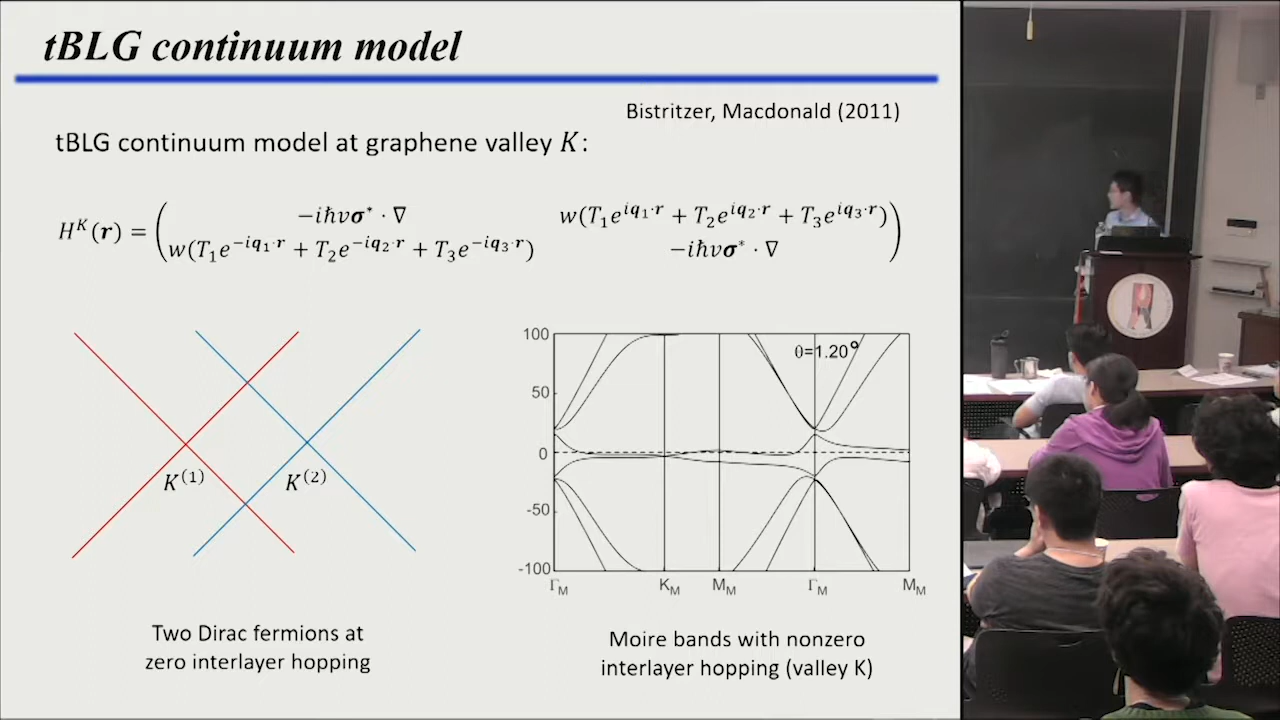 tBLG continuum model
Bistritzer, Macdonald (2011)
tBLG continuum model at graphene valley K:
H^K(r) = ( −iħvσ* · ∇ w(T₁e^{iq₁·r} + T₂e^{iq₂·r} + T₃e^{iq₃·r})
w(T₁e^{−iq₁·r} + T₂e^{−iq₂·r} + T₃e^{−iq₃·r}) −iħvσ* · ∇ )
K^(1) K^(2)
100
θ=1.20°
50
0
-50
-100
Γ_M K_M M_M Γ_M M_M
Two Dirac fermions at
zero interlayer hopping
Moire bands with nonzero
interlayer hopping (valley K)